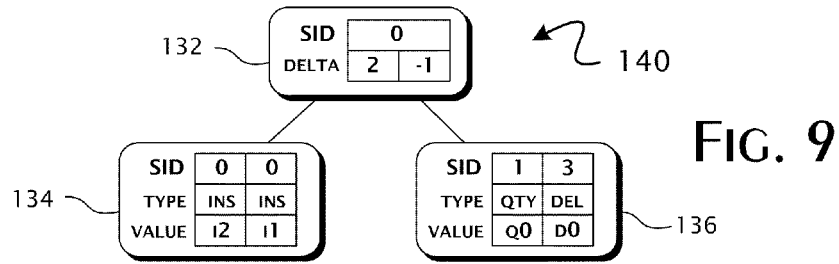 132
SID 0
DELTA 2 -1
140
FIG. 9
134
SID 0 0
TYPE INS INS
VALUE I2 I1
SID 1 3
TYPE QTY DEL
VALUE Q0 D0
136